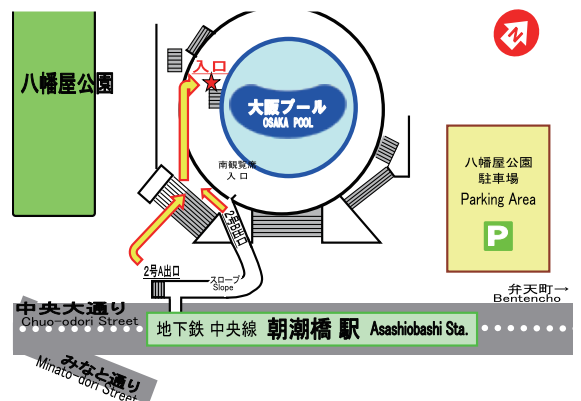 N
入口
八幡屋公園
大阪プール
OSAKA POOL
南観覧席
入口
八幡屋公園
駐車場
Parking Area
P
2号B出口
2号A出口
スロープ
Slope
弁天町→
Bentencho
中央大通り
Chuo-odori Street
地下鉄 中央線 朝潮橋 駅 Asashiobashi Sta.
みなと通り
Minato-dori Street